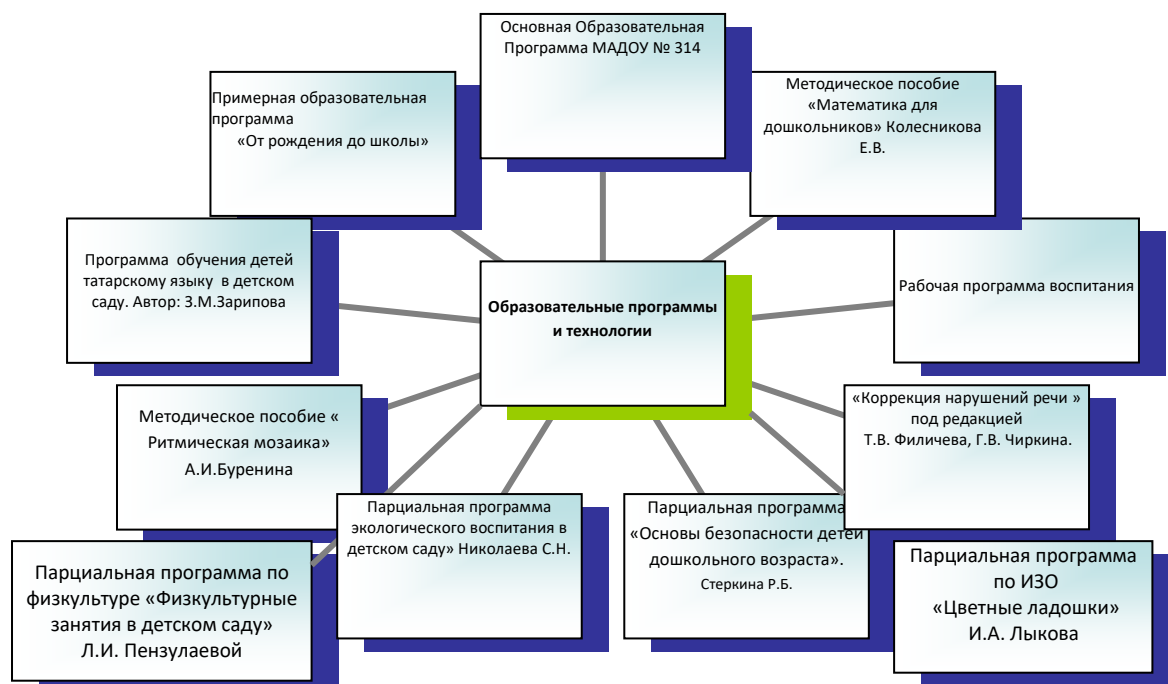 Основная Образовательная
Программа МАДОУ № 314
Примерная образовательная
программа
«От рождения до школы»
Методическое пособие
«Математика для
дошкольников» Колесникова
Е.В.
Программа обучения детей
татарскому языку в детском
саду. Автор: З.М.Зарипова
Образовательные программы
и технологии
Рабочая программа воспитания
Методическое пособие «
Ритмическая мозаика»
А.И.Буренина
«Коррекция нарушений речи »
под редакцией
Т.В. Филичева, Г.В. Чиркина.
Парциальная программа
экологического воспитания в
детском саду» Николаева С.Н.
Парциальная программа
«Основы безопасности детей
дошкольного возраста».
Стеркина Р.Б.
Парциальная программа по
физкультуре «Физкультурные
занятия в детском саду»
Л.И. Пензулаевой
Парциальная программа
по ИЗО
«Цветные ладошки»
И.А. Лыкова